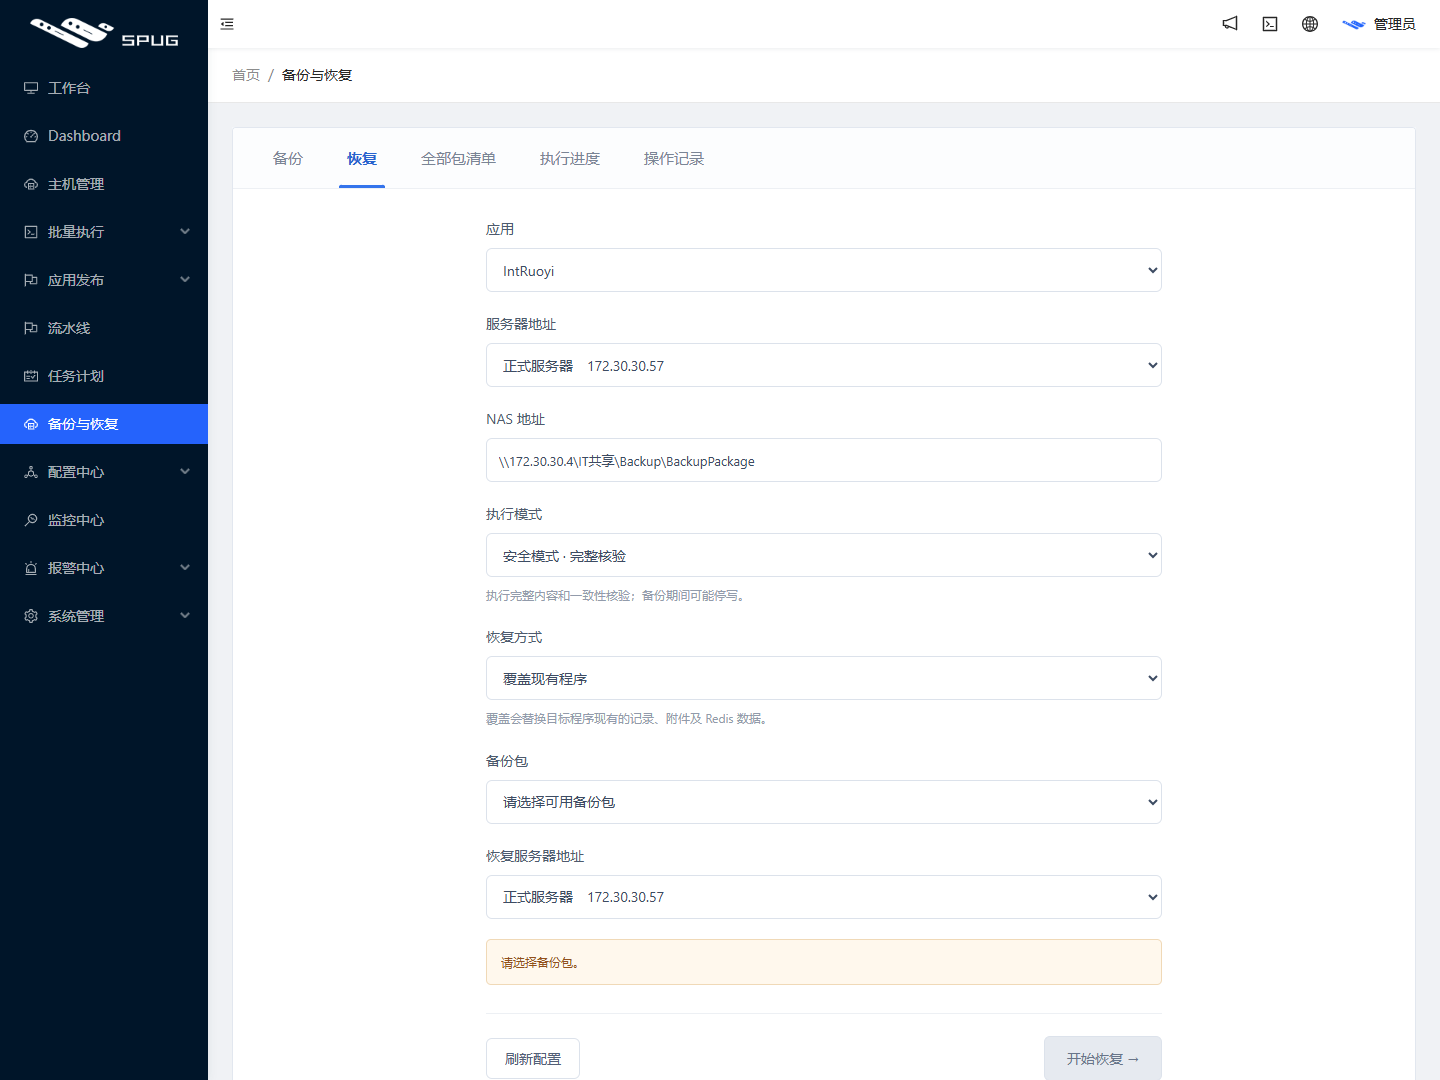 SPUG
管理员
首页 / 备份与恢复
工作台
Dashboard
主机管理
批量执行
应用发布
流水线
任务计划
备份与恢复
配置中心
监控中心
报警中心
系统管理
备份 恢复 全部包清单 执行进度 操作记录
应用
IntRuoyi
服务器地址
正式服务器 172.30.30.57
NAS 地址
\\172.30.30.4\IT共享\Backup\BackupPackage
执行模式
安全模式 · 完整核验
执行完整内容和一致性核验；备份期间可能停写。
恢复方式
覆盖现有程序
覆盖会替换目标程序现有的记录、附件及 Redis 数据。
备份包
请选择可用备份包
恢复服务器地址
正式服务器 172.30.30.57
请选择备份包。
刷新配置
开始恢复 →